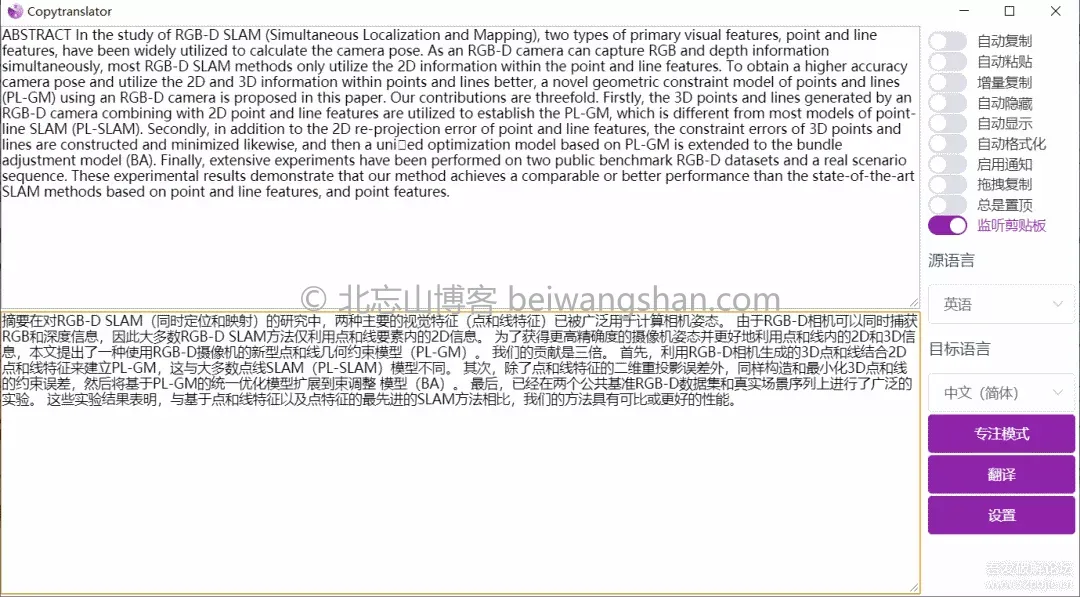 Copytranslator
ABSTRACT In the study of RGB-D SLAM (Simultaneous Localization and Mapping), two types of primary visual features, point and line
features, have been widely utilized to calculate the camera pose. As an RGB-D camera can capture RGB and depth information
simultaneously, most RGB-D SLAM methods only utilize the 2D information within the point and line features. To obtain a higher accuracy
camera pose and utilize the 2D and 3D information within points and lines better, a novel geometric constraint model of points and lines
(PL-GM) using an RGB-D camera is proposed in this paper. Our contributions are threefold. Firstly, the 3D points and lines generated by an
RGB-D camera combining with 2D point and line features are utilized to establish the PL-GM, which is different from most models of point-
line SLAM (PL-SLAM). Secondly, in addition to the 2D re-projection error of point and line features, the constraint errors of 3D points and
lines are constructed and minimized likewise, and then a uni▯ed optimization model based on PL-GM is extended to the bundle
adjustment model (BA). Finally, extensive experiments have been performed on two public benchmark RGB-D datasets and a real scenario
sequence. These experimental results demonstrate that our method achieves a comparable or better performance than the state-of-the-art
SLAM methods based on point and line features, and point features.
© 北忘山博客 beiwangshan.com
摘要在对RGB-D SLAM（同时定位和映射）的研究中，两种主要的视觉特征（点和线特征）已被广泛用于计算相机姿态。 由于RGB-D相机可以同时捕获
RGB和深度信息，因此大多数RGB-D SLAM方法仅利用点和线要素内的2D信息。 为了获得更高精确度的摄像机姿态并更好地利用点和线内的2D和3D信
息，本文提出了一种使用RGB-D摄像机的新型点和线几何约束模型（PL-GM）。 我们的贡献是三倍。 首先，利用RGB-D相机生成的3D点和线结合2D
点和线特征来建立PL-GM，这与大多数点线SLAM（PL-SLAM）模型不同。 其次，除了点和线特征的二维重投影误差外，同样构造和最小化3D点和线
的约束误差，然后将基于PL-GM的统一优化模型扩展到束调整 模型（BA）。 最后，已经在两个公共基准RGB-D数据集和真实场景序列上进行了广泛的
实验。 这些实验结果表明，与基于点和线特征以及点特征的最先进的SLAM方法相比，我们的方法具有可比或更好的性能。
自动复制
自动粘贴
增量复制
自动隐藏
自动显示
自动格式化
启用通知
拖拽复制
总是置顶
监听剪贴板
源语言
英语
目标语言
中文（简体）
专注模式
翻译
设置